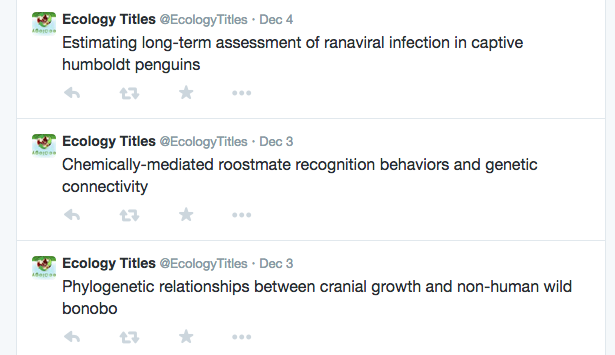 Ecology Titles @EcologyTitles · Dec 4
Estimating long-term assessment of ranaviral infection in captive
humboldt penguins
Ecology Titles @EcologyTitles · Dec 3
Chemically-mediated roostmate recognition behaviors and genetic
connectivity
Ecology Titles @EcologyTitles · Dec 3
Phylogenetic relationships between cranial growth and non-human wild
bonobo